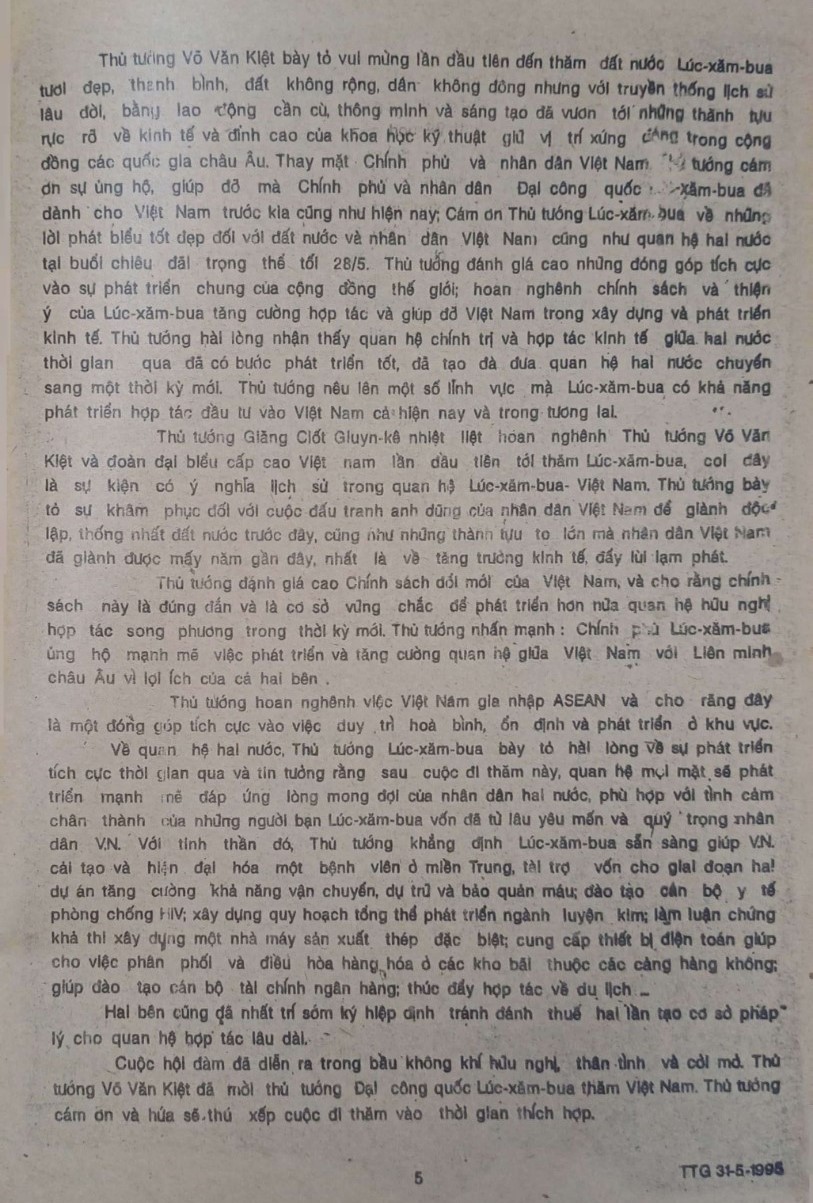 Thủ tướng Võ Văn Kiệt bày tỏ vui mừng lần đầu tiên đến thăm đất nước Lúc-xăm-bua
tươi đẹp, thanh bình, đất không rộng, dân không đông nhưng với truyền thống lịch sử
lâu đời, bằng lao động cần cù, thông minh và sáng tạo đã vươn tới những thành tựu
rực rỡ về kinh tế và đỉnh cao của khoa học kỹ thuật giữ vị trí xứng đáng trong cộng
đồng các quốc gia châu Âu. Thay mặt Chính phủ và nhân dân Việt Nam tướng cám
ơn sự ủng hộ, giúp đỡ mà Chính phủ và nhân dân Đại công quốc -xăm-bua đã
dành cho Việt Nam trước kia cũng như hiện nay; Cám ơn Thủ tướng Lúc-xăm-bua về những
lời phát biểu tốt đẹp đối với đất nước và nhân dân Việt Nam cũng như quan hệ hai nước
tại buổi chiêu đãi trọng thể tối 28/5. Thủ tướng đánh giá cao những đóng góp tích cực
vào sự phát triển chung của cộng đồng thế giới; hoan nghênh chính sách và thiện
ý của Lúc-xăm-bua tăng cường hợp tác và giúp đỡ Việt Nam trong xây dựng và phát triển
kinh tế. Thủ tướng hài lòng nhận thấy quan hệ chính trị và hợp tác kinh tế giữa hai nước
thời gian qua đã có bước phát triển tốt, đã tạo đà đưa quan hệ hai nước chuyển
sang một thời kỳ mới. Thủ tướng nêu lên một số lĩnh vực mà Lúc-xăm-bua có khả năng
phát triển hợp tác đầu tư vào Việt Nam cả hiện nay và trong tương lai.
Thủ tướng Giăng Clốt Gluyn-kê nhiệt liệt hoan nghênh Thủ tướng Võ Văn
Kiệt và đoàn đại biểu cấp cao Việt nam lần đầu tiên tới thăm Lúc-xăm-bua, coi đây
là sự kiện có ý nghĩa lịch sử trong quan hệ Lúc-xăm-bua- Việt Nam. Thủ tướng bày
tỏ sự khâm phục đối với cuộc đấu tranh anh dũng của nhân dân Việt Nam để giành độc
lập, thống nhất đất nước trước đây, cũng như những thành tựu to lớn mà nhân dân Việt Nam
đã giành được mấy năm gần đây, nhất là về tăng trưởng kinh tế, đẩy lùi lạm phát.
Thủ tướng đánh giá cao Chính sách đổi mới của Việt Nam, và cho rằng chính
sách này là đúng đắn và là cơ sở vững chắc để phát triển hơn nữa quan hệ hữu nghị
hợp tác song phương trong thời kỳ mới. Thủ tướng nhấn mạnh : Chính phủ Lúc-xăm-bua
ủng hộ mạnh mẽ việc phát triển và tăng cường quan hệ giữa Việt Nam với Liên minh
châu Âu vì lợi ích của cả hai bên .
Thủ tướng hoan nghênh việc Việt Nam gia nhập ASEAN và cho rằng đây
là một đóng góp tích cực vào việc duy trì hoà bình, ổn định và phát triển ở khu vực.
Về quan hệ hai nước, Thủ tướng Lúc-xăm-bua bày tỏ hài lòng về sự phát triển
tích cực thời gian qua và tin tưởng rằng sau cuộc đi thăm này, quan hệ mọi mặt sẽ phát
triển mạnh mẽ đáp ứng lòng mong đợi của nhân dân hai nước, phù hợp với tình cảm
chân thành của những người bạn Lúc-xăm-bua vốn đã từ lâu yêu mến và quý trọng nhân
dân V.N. Với tinh thần đó, Thủ tướng khẳng định Lúc-xăm-bua sẵn sàng giúp V.N.
cải tạo và hiện đại hóa một bệnh viên ở miền Trung, tài trợ vốn cho giai đoạn hai
dự án tăng cường khả năng vận chuyển, dự trữ và bảo quản máu; đào tạo cán bộ y tế
phòng chống HIV; xây dựng quy hoạch tổng thể phát triển ngành luyện kim; làm luận chứng
khả thi xây dựng một nhà máy sản xuất thép đặc biệt; cung cấp thiết bị điện toán giúp
cho việc phân phối và điều hòa hàng hóa ở các kho bãi thuộc các cảng hàng không;
giúp đào tạo cán bộ tài chính ngân hàng; thúc đẩy hợp tác về du lịch ...
Hai bên cũng đã nhất trí sớm ký hiệp định tránh đánh thuế hai lần tạo cơ sở pháp
lý cho quan hệ hợp tác lâu dài.
Cuộc hội đàm đã diễn ra trong bầu không khí hữu nghị, thân tình và cởi mở. Thủ
tướng Võ Văn Kiệt đã mời thủ tướng Đại công quốc Lúc-xăm-bua thăm Việt Nam. Thủ tướng
cám ơn và hứa sẽ thú xếp cuộc đi thăm vào thời gian thích hợp.
5
TTG 31-5-1995